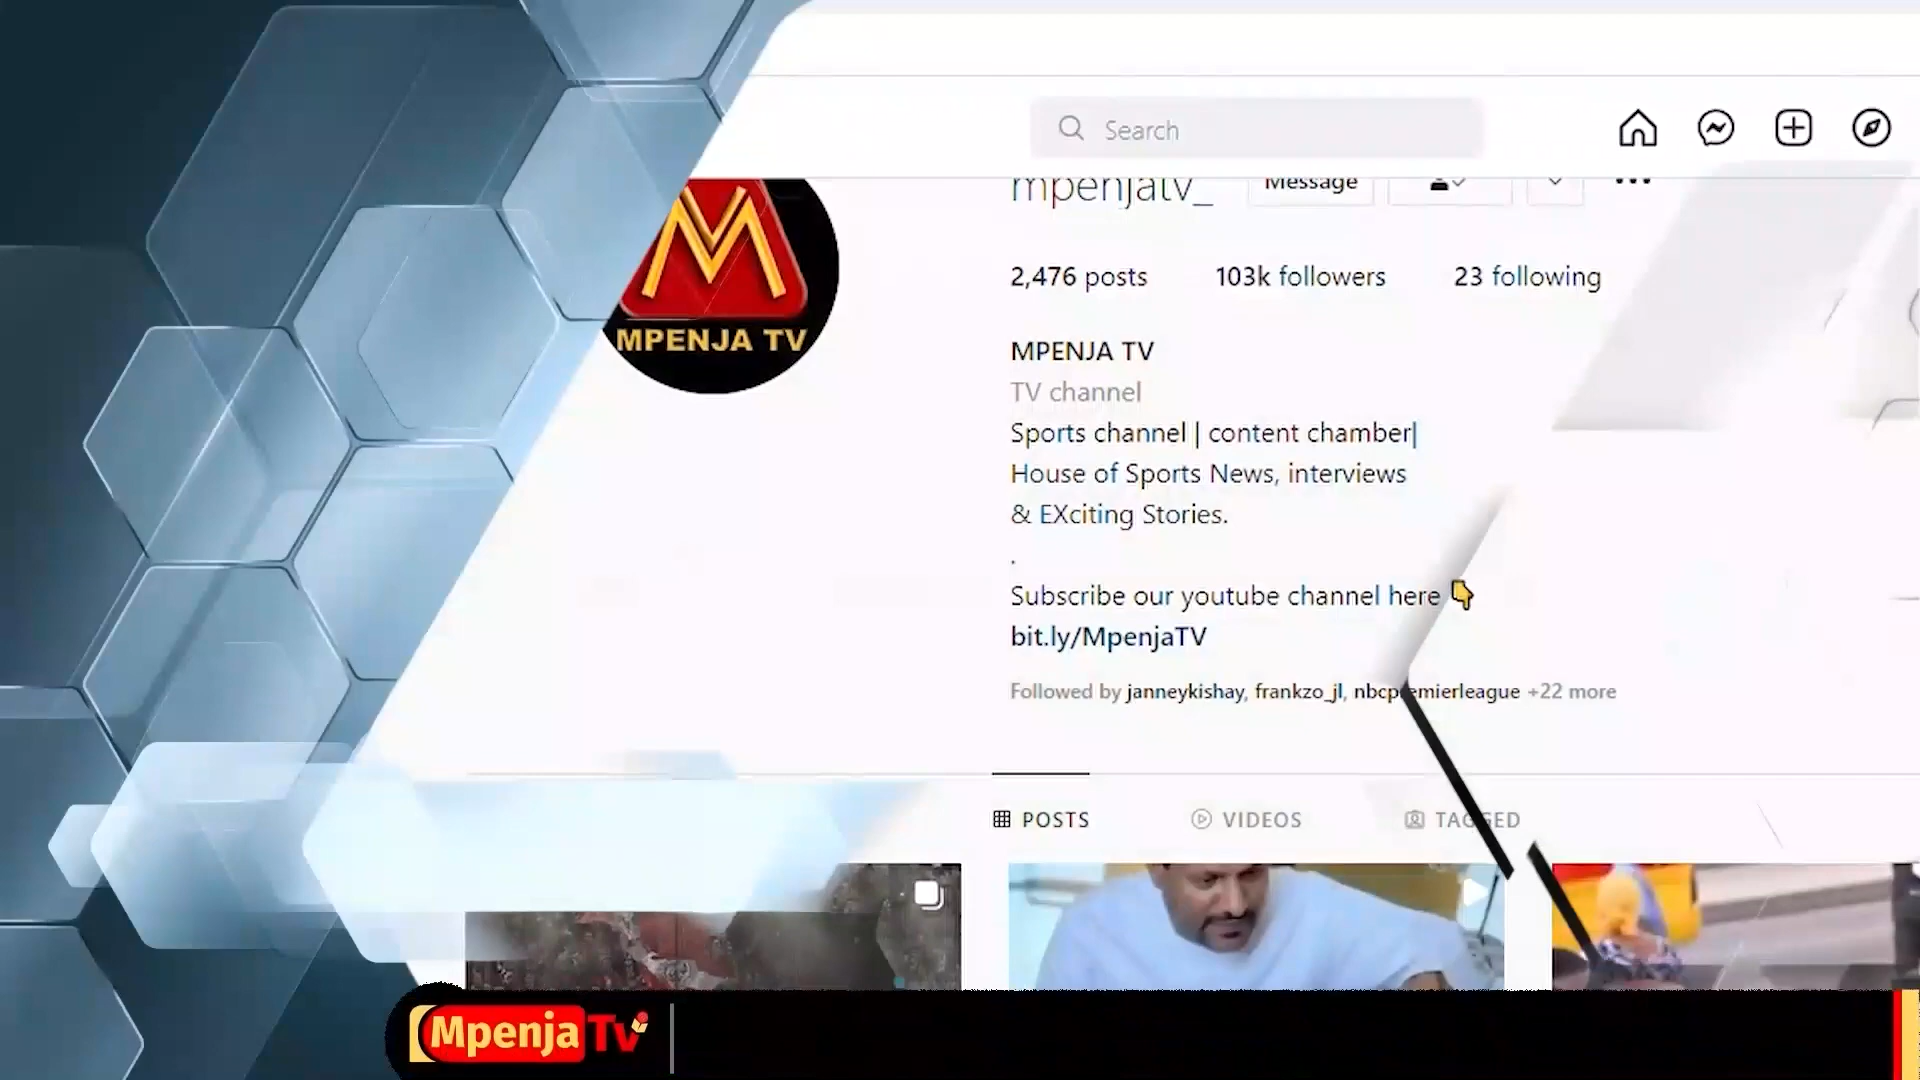 Search
mpenjatv_
Message
2,476 posts 103k followers 23 following
MPENJA TV
MPENJA TV
TV channel
Sports channel | content chamber|
House of Sports News, interviews
& EXciting Stories.
.
Subscribe our youtube channel here 👇
bit.ly/MpenjaTV
Followed by janneykishay, frankzo_jl, nbcpremierleague +22 more
POSTS VIDEOS TAGGED
Mpenja Tv